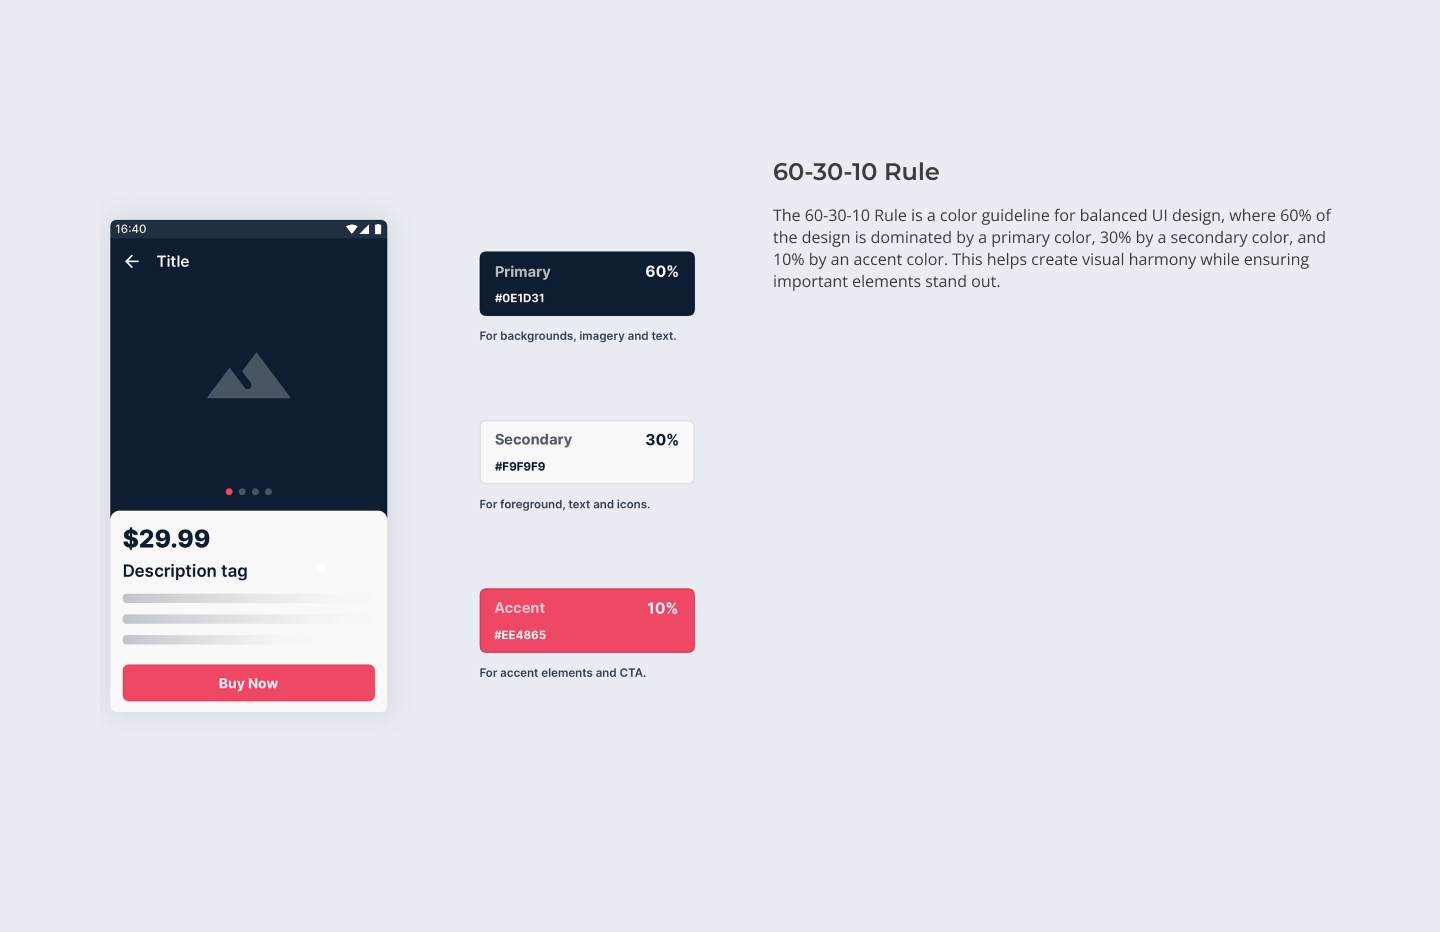 16:40
Title
$29.99
Description tag
Buy Now
Primary 60%
#0E1D31
For backgrounds, imagery and text.
Secondary 30%
#F9F9F9
For foreground, text and icons.
Accent 10%
#EE4865
For accent elements and CTA.
60-30-10 Rule
The 60-30-10 Rule is a color guideline for balanced UI design, where 60% of
the design is dominated by a primary color, 30% by a secondary color, and
10% by an accent color. This helps create visual harmony while ensuring
important elements stand out.